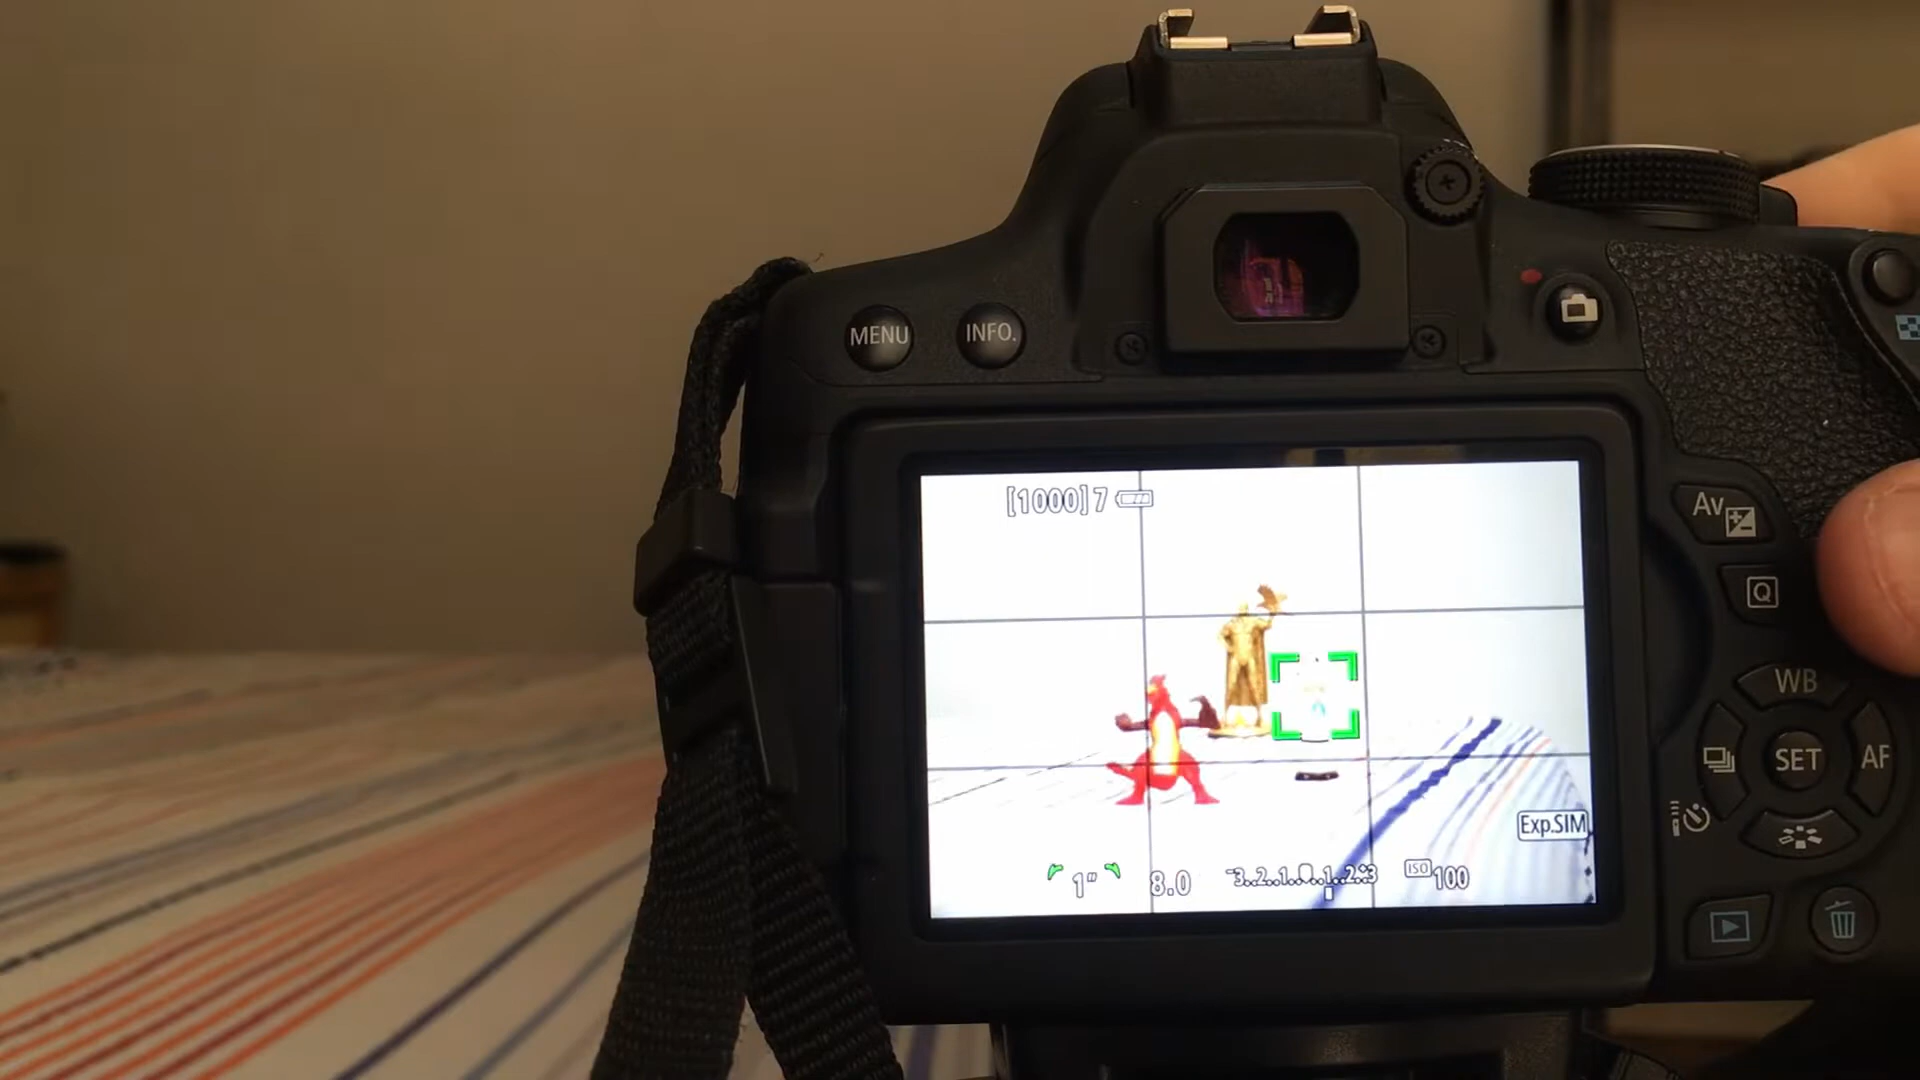 MENU INFO.
[1000] 7
Av
Q
WB
SET
AF
Exp.SIM
1" 8.0 -3..2..1..0..1..2..+3 ISO 100